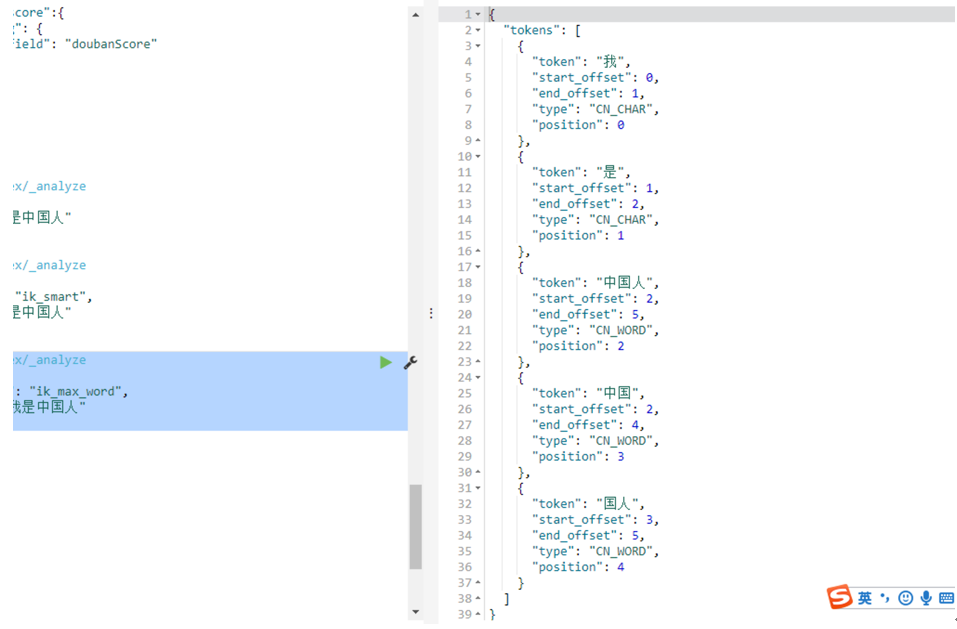 core":{
": {
ield": "doubanScore"
x/_analyze
是中国人"
x/_analyze
"ik_smart",
是中国人"
x/_analyze
: "ik_max_word",
我是中国人"
1 {
2 "tokens": [
3 {
4 "token": "我",
5 "start_offset": 0,
6 "end_offset": 1,
7 "type": "CN_CHAR",
8 "position": 0
9 },
10 {
11 "token": "是",
12 "start_offset": 1,
13 "end_offset": 2,
14 "type": "CN_CHAR",
15 "position": 1
16 },
17 {
18 "token": "中国人",
19 "start_offset": 2,
20 "end_offset": 5,
21 "type": "CN_WORD",
22 "position": 2
23 },
24 {
25 "token": "中国",
26 "start_offset": 2,
27 "end_offset": 4,
28 "type": "CN_WORD",
29 "position": 3
30 },
31 {
32 "token": "国人",
33 "start_offset": 3,
34 "end_offset": 5,
35 "type": "CN_WORD",
36 "position": 4
37 }
38 ]
39 }
S 英